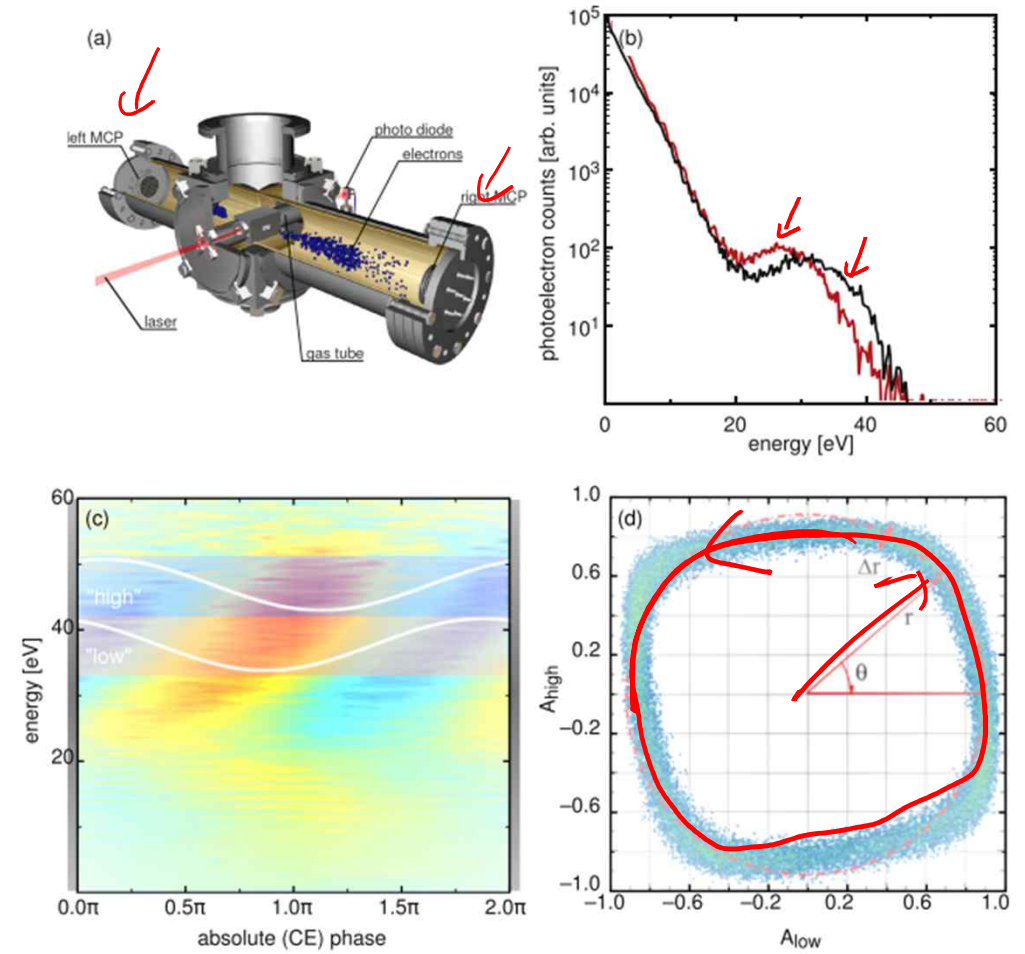 (a)
left MCP
photo diode
electrons
right MCP
laser
gas tube
(b)
photoelectron counts [arb. units]
10⁵
10⁴
10³
10²
10¹
0
20
40
60
energy [eV]
(c)
energy [eV]
60
40
20
"high"
"low"
0.0π
0.5π
1.0π
1.5π
2.0π
absolute (CE) phase
(d)
A_high
1.0
0.6
0.2
−0.2
−0.6
−1.0
Δr
r
θ
−1.0
−0.6
−0.2
0.2
0.6
1.0
A_low